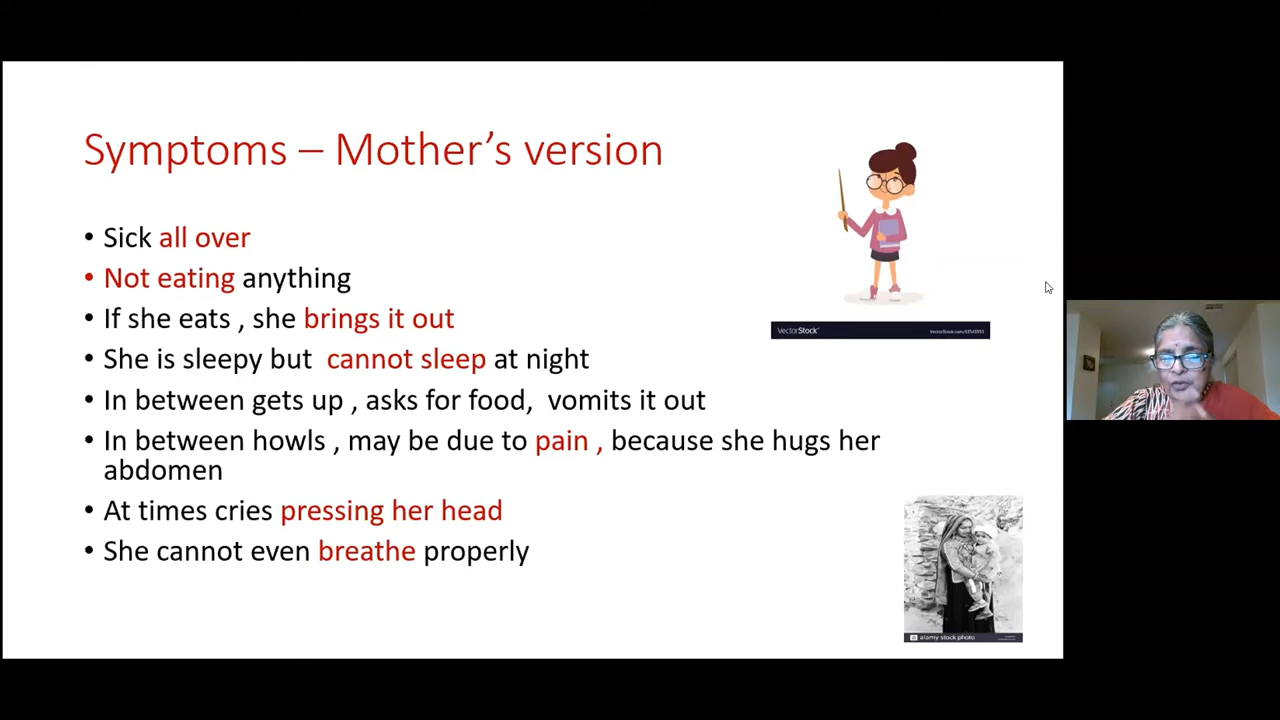 Symptoms – Mother's version
• Sick all over
• Not eating anything
• If she eats , she brings it out
• She is sleepy but  cannot sleep at night
• In between gets up , asks for food,  vomits it out
• In between howls , may be due to pain , because she hugs her
abdomen
• At times cries pressing her head
• She cannot even breathe properly
VectorStock
alamy stock photo